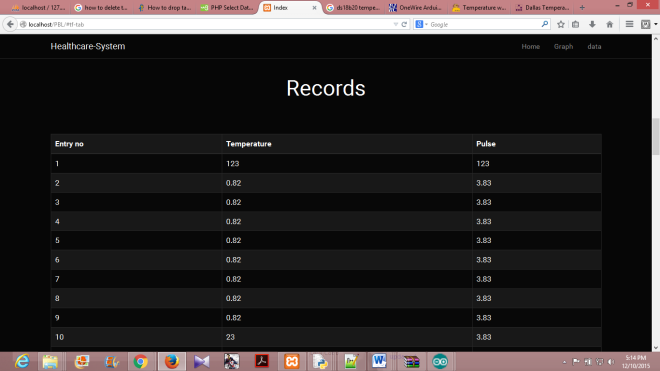 localhost / 127.... how to delete t... How to drop ta... PHP Select Dat... Index ds18b20 tempe... OneWire Ardui... Temperature w... Dallas Tempera...
localhost/PBL/#tf-tab Google
Healthcare-System Home Graph data
Records
Entry no Temperature Pulse
1 123 123
2 0.82 3.83
3 0.82 3.83
4 0.82 3.83
5 0.82 3.83
6 0.82 3.83
7 0.82 3.83
8 0.82 3.83
9 0.82 3.83
10 23 3.83
5:14 PM
12/10/2015